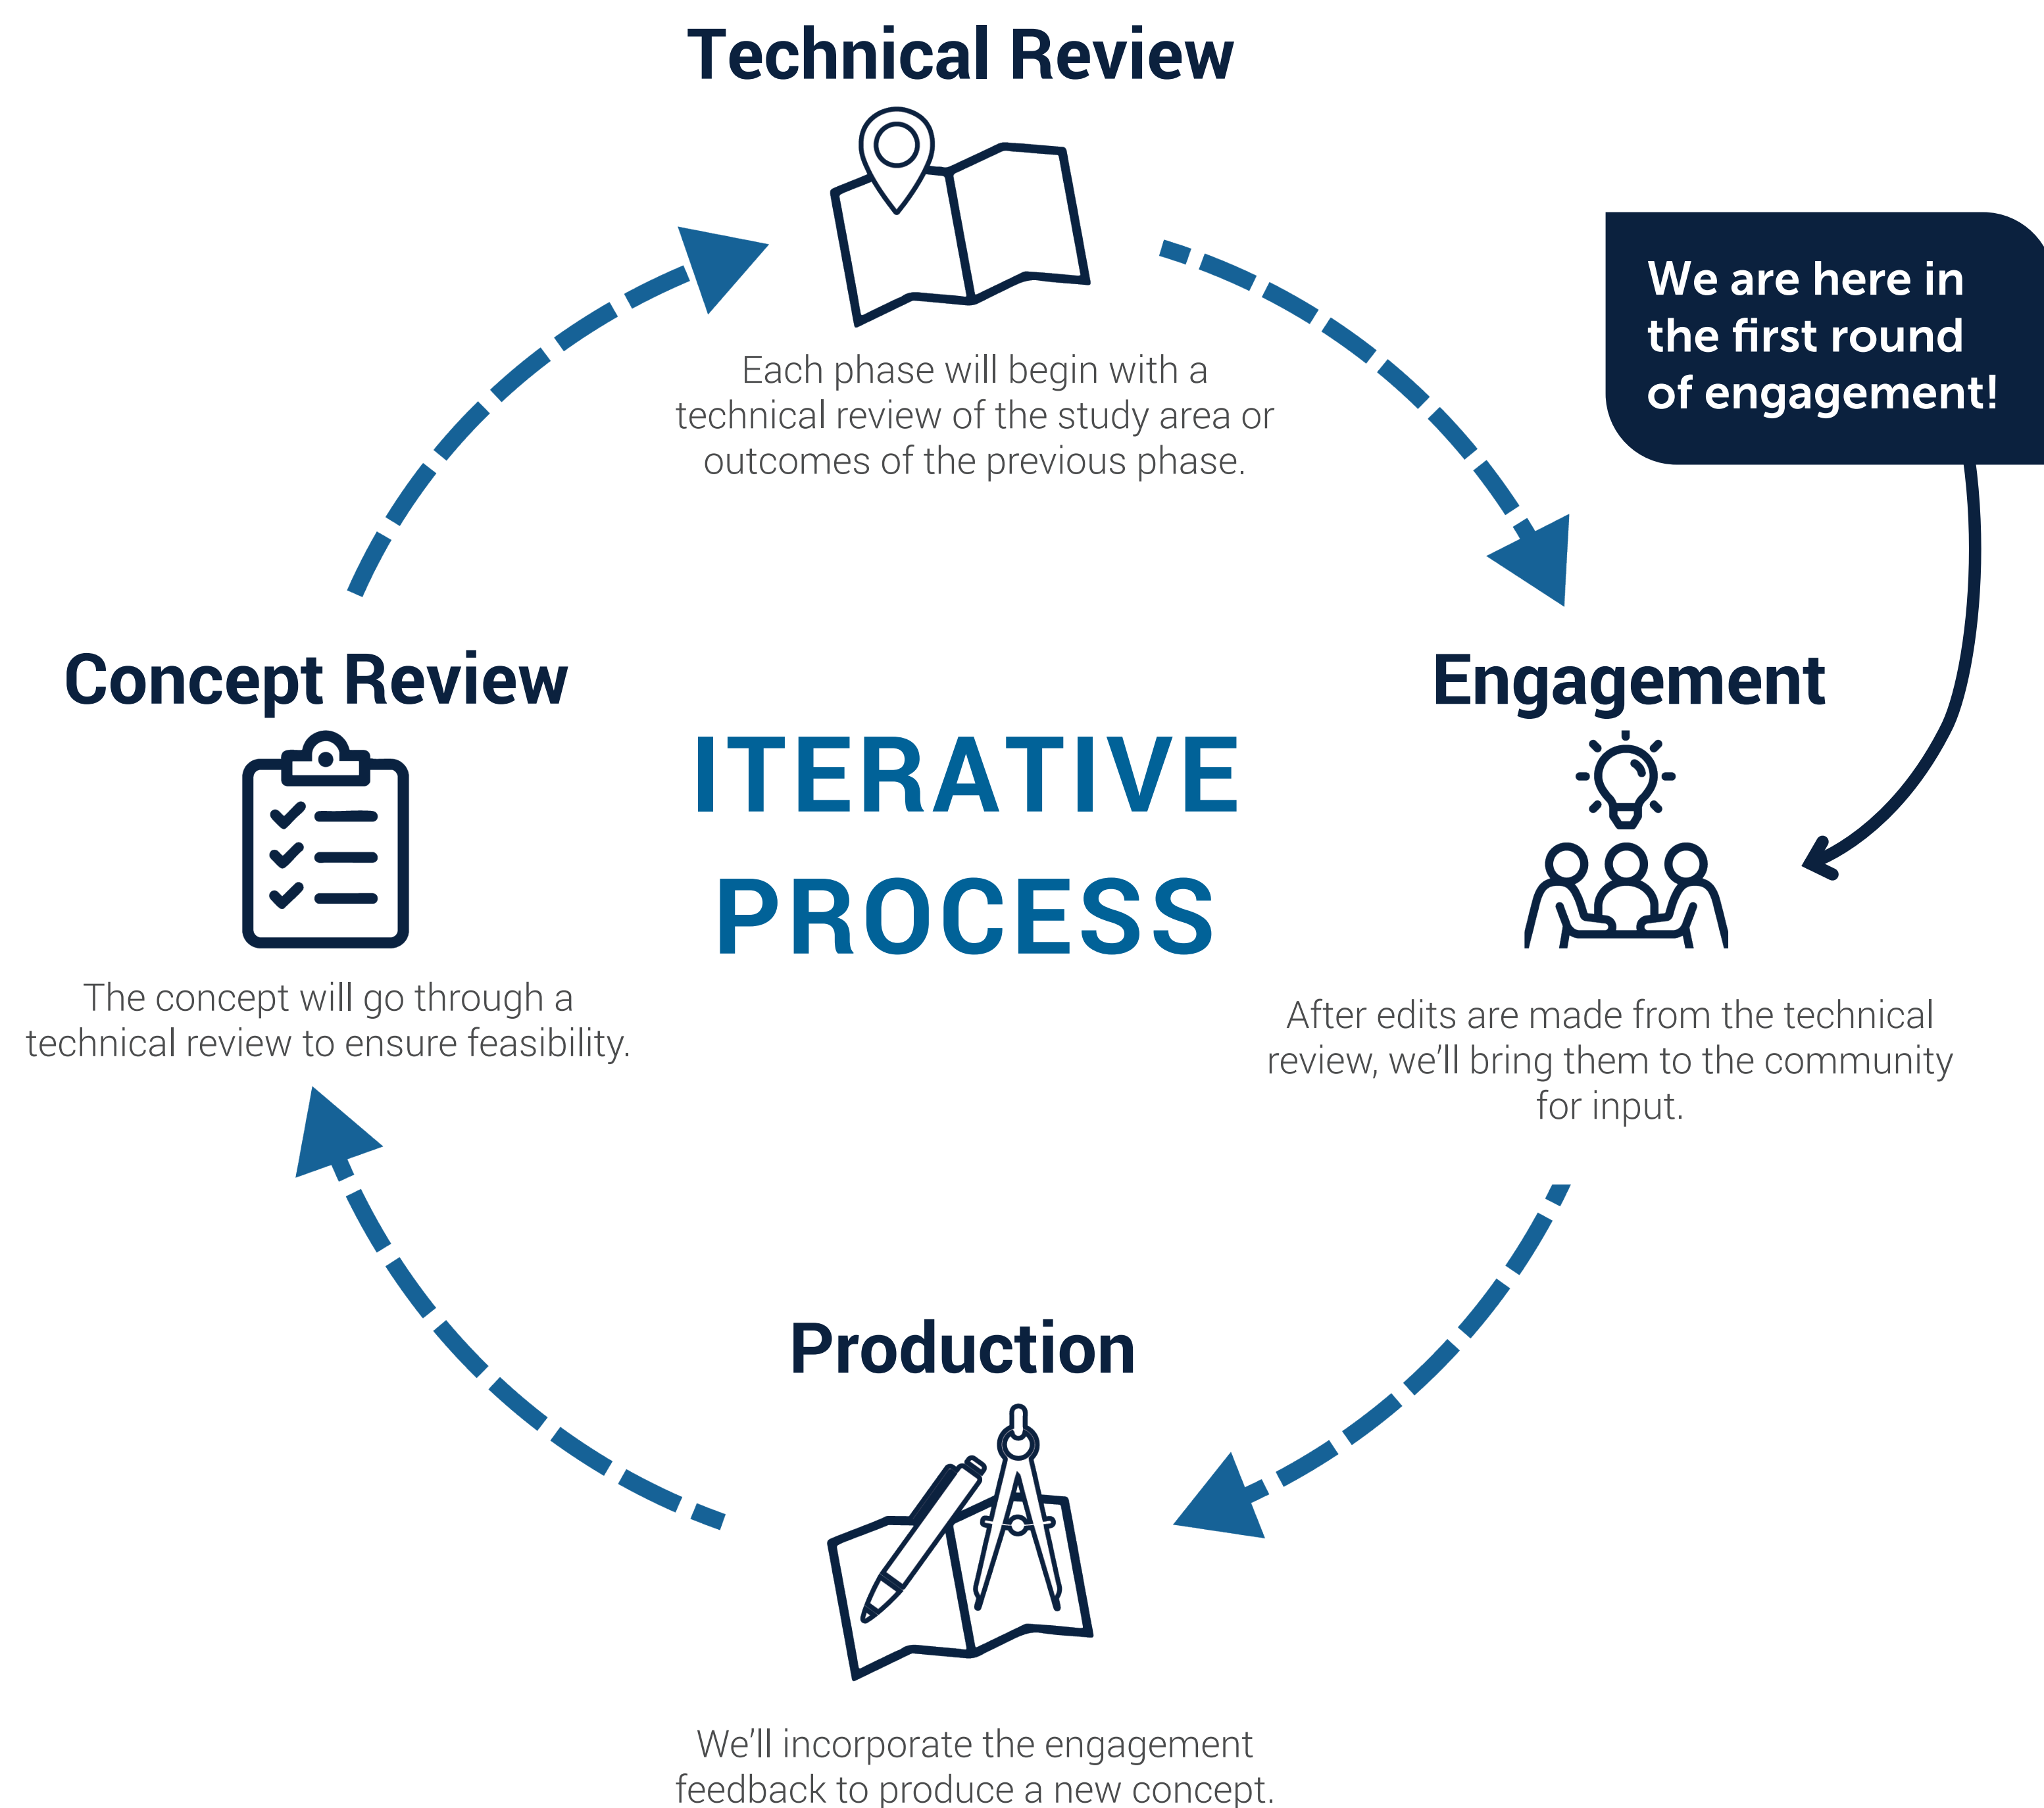 Technical Review
Each phase will begin with a
technical review of the study area or
outcomes of the previous phase.
We are here in
the first round
of engagement!
Concept Review
The concept will go through a
technical review to ensure feasibility.
ITERATIVE
PROCESS
Engagement
After edits are made from the technical
review, we’ll bring them to the community
for input.
Production
We’ll incorporate the engagement
feedback to produce a new concept.